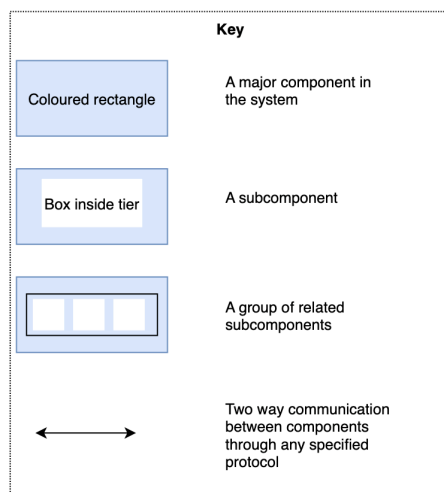 Key
Coloured rectangle
A major component in
the system
Box inside tier
A subcomponent
A group of related
subcomponents
Two way communication
between components
through any specified
protocol